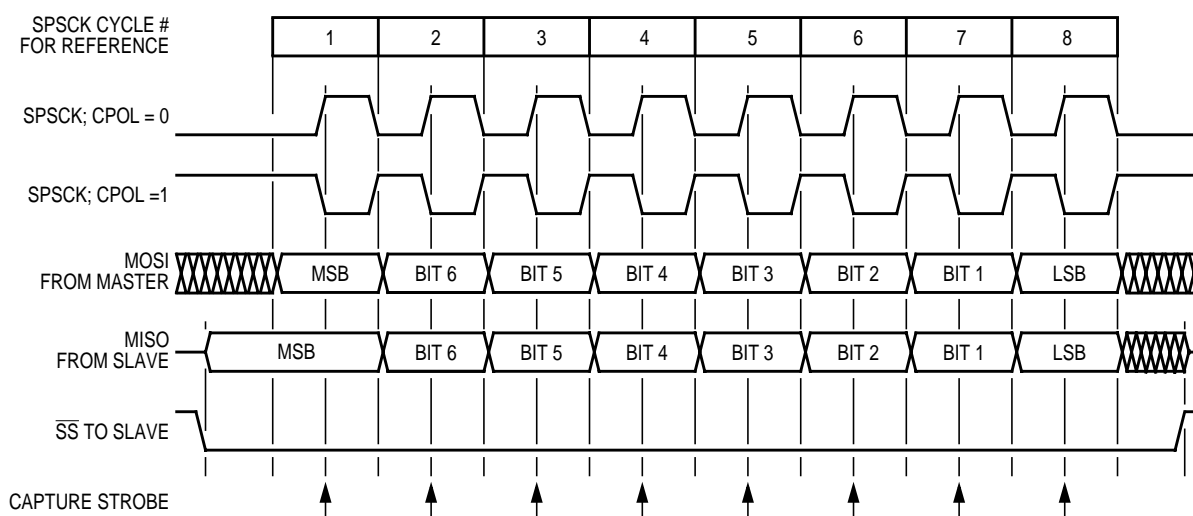 SPSCK CYCLE #
FOR REFERENCE
1 2 3 4 5 6 7 8
SPSCK; CPOL = 0
SPSCK; CPOL =1
MOSI
FROM MASTER
MSB BIT 6 BIT 5 BIT 4 BIT 3 BIT 2 BIT 1 LSB
MISO
FROM SLAVE
MSB BIT 6 BIT 5 BIT 4 BIT 3 BIT 2 BIT 1 LSB
S̅S̅ TO SLAVE
CAPTURE STROBE